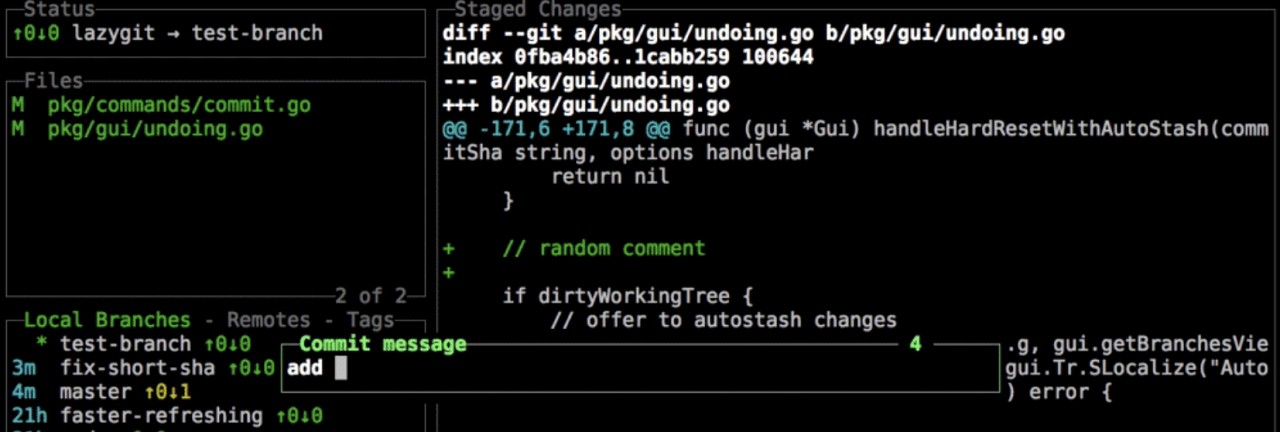 Status
↑0↓0 lazygit → test-branch
Files
M pkg/commands/commit.go
M pkg/gui/undoing.go
2 of 2
Local Branches - Remotes - Tags
* test-branch ↑0↓0
3m fix-short-sha ↑0↓0
4m master ↑0↓1
21h faster-refreshing ↑0↓0
Staged Changes
diff --git a/pkg/gui/undoing.go b/pkg/gui/undoing.go
index 0fba4b86..1cabb259 100644
--- a/pkg/gui/undoing.go
+++ b/pkg/gui/undoing.go
@@ -171,6 +171,8 @@ func (gui *Gui) handleHardResetWithAutoStash(comm
itSha string, options handleHar
return nil
}
+ // random comment
+
if dirtyWorkingTree {
// offer to autostash changes
.g, gui.getBranchesVie
gui.Tr.SLocalize("Auto
) error {
Commit message 4
add